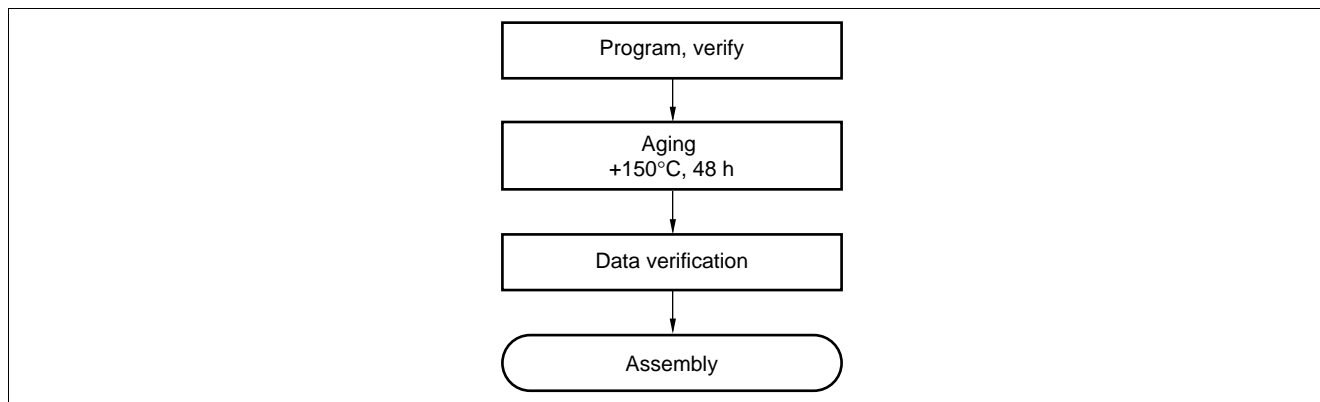 Program, verify
Aging
+150°C, 48 h
Data verification
Assembly